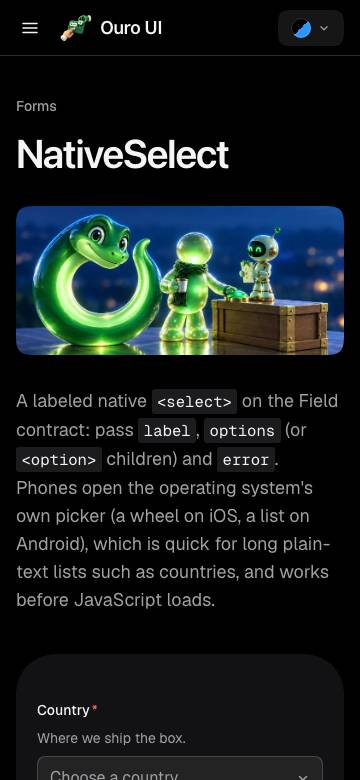 Ouro UI
Forms
NativeSelect
A labeled native <select> on the Field
contract: pass label, options (or
<option> children) and error.
Phones open the operating system's
own picker (a wheel on iOS, a list on
Android), which is quick for long plain-
text lists such as countries, and works
before JavaScript loads.
Country*
Where we ship the box.
Choose a country